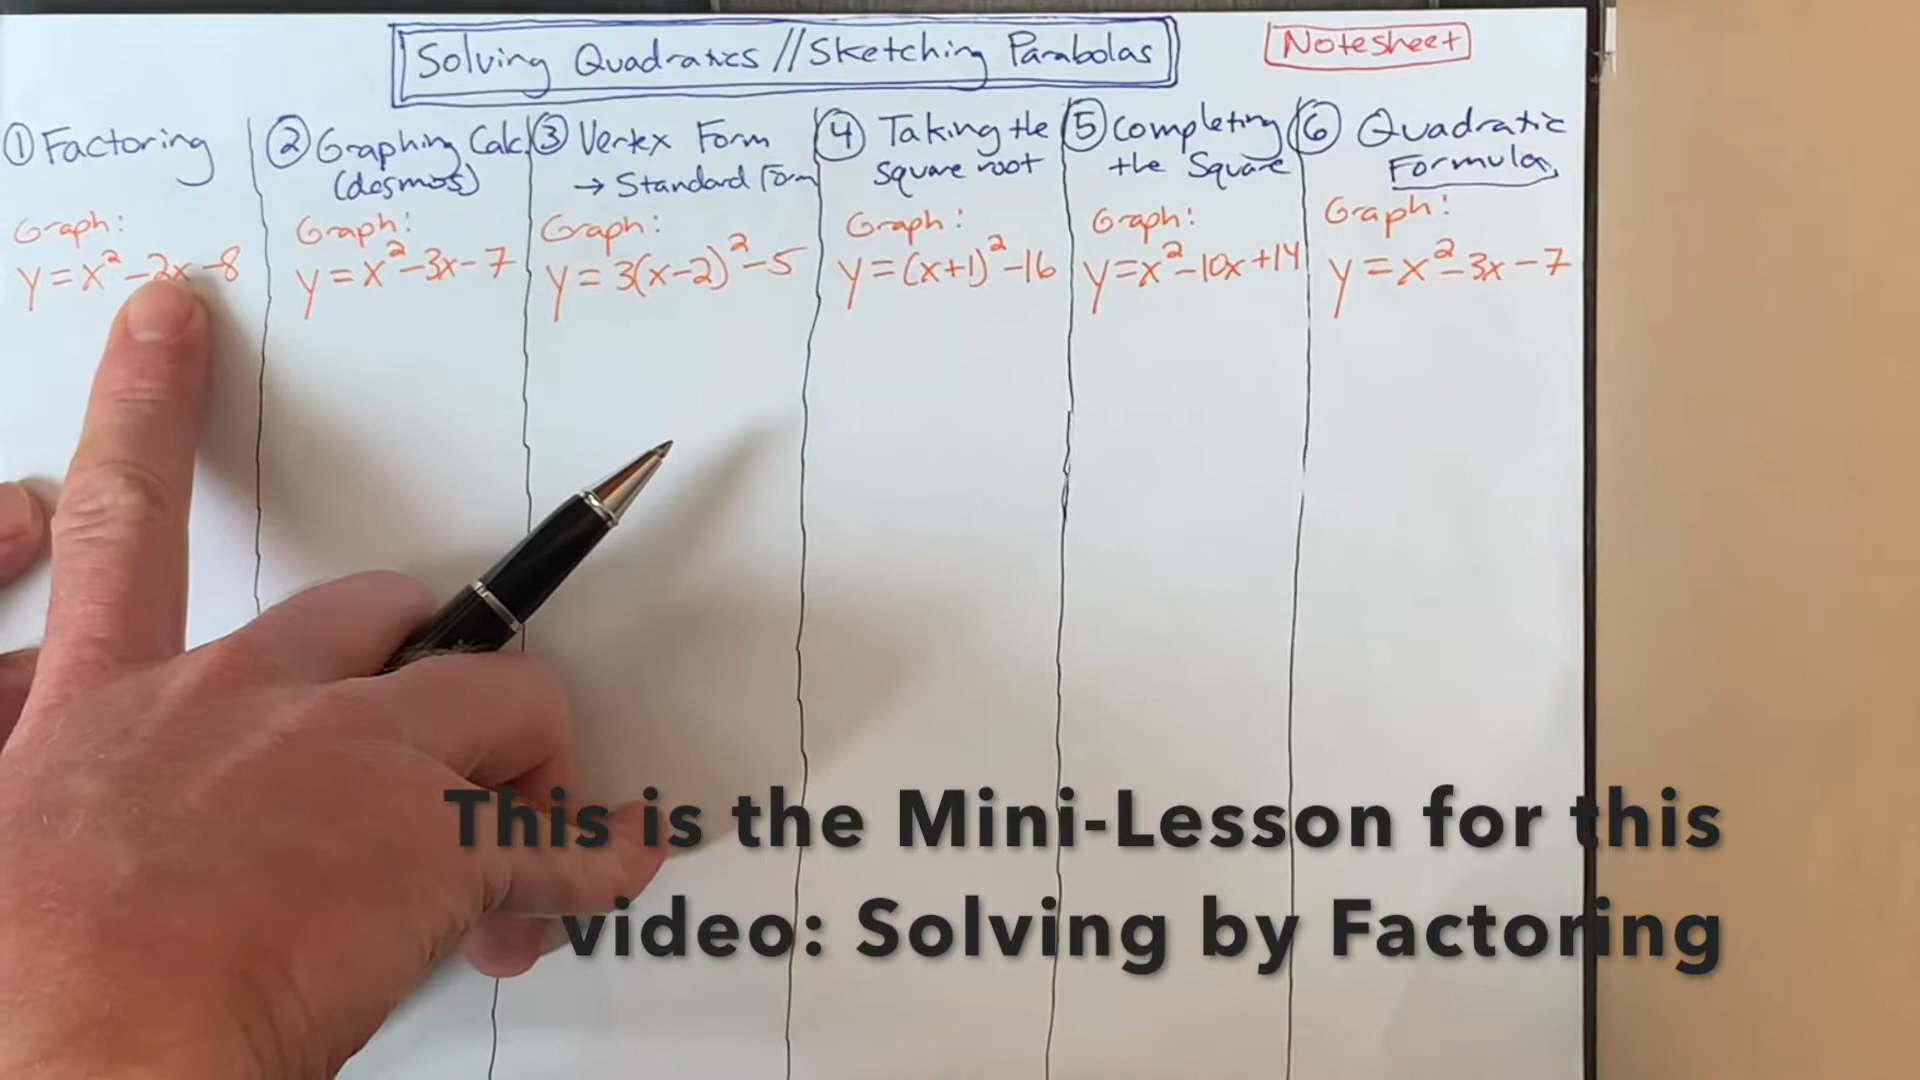 Solving Quadratics // Sketching Parabolas
Notesheet
① Factoring
Graph:
y = x² - 2x - 8
② Graphing Calc.
(desmos)
Graph:
y = x² - 3x - 7
③ Vertex Form
→ Standard Form
Graph:
y = 3(x-2)² - 5
④ Taking the
Square root
Graph:
y = (x+1)² - 16
⑤ Completing
the Square
Graph:
y = x² - 10x + 14
⑥ Quadratic
Formula
Graph:
y = x² - 3x - 7
This is the Mini-Lesson for this
video: Solving by Factoring